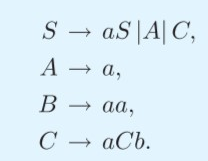 S → aS |A| C,
A → a,
B → aa,
C → aCb.